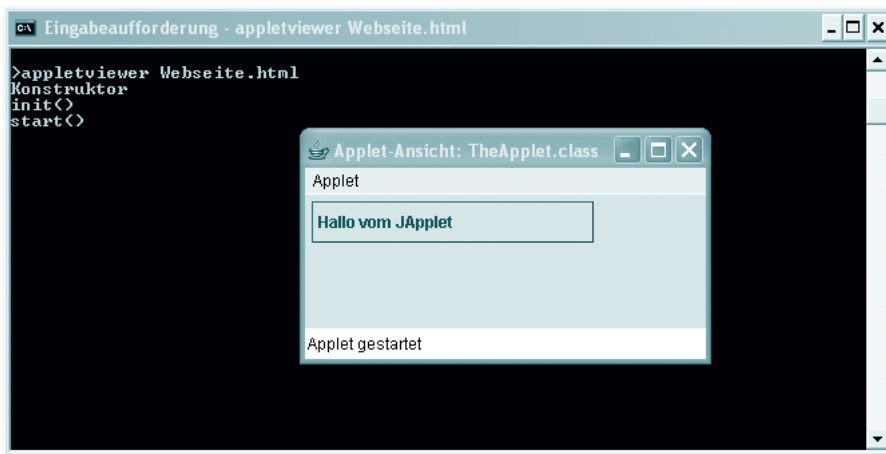 Eingabeaufforderung - appletviewer Webseite.html
>appletviewer Webseite.html
Konstruktor
init()
start()
Applet-Ansicht: TheApplet.class
Applet
Hallo vom JApplet
Applet gestartet